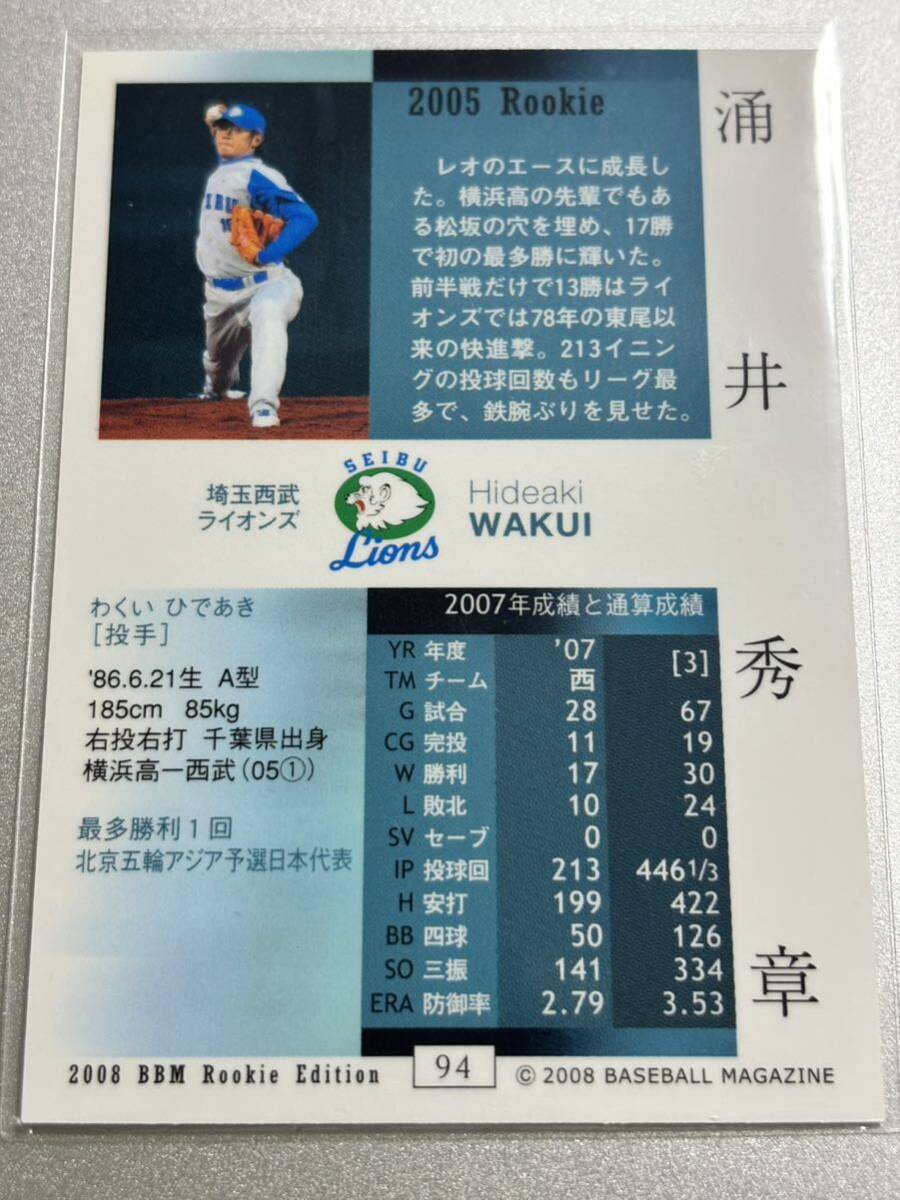 2005 Rookie
レオのエースに成長し
た。横浜高の先輩でもあ
る松坂の穴を埋め、17勝
で初の最多勝に輝いた。
前半戦だけで13勝はライ
オンズでは78年の東尾以
来の快進撃。213イニン
グの投球回数もリーグ最
多で、鉄腕ぶりを見せた。
涌井秀章
埼玉西武
ライオンズ
SEIBU
Lions
Hideaki
WAKUI
わくい ひであき
[投手]
'86.6.21生 A型
185cm 85kg
右投右打 千葉県出身
横浜高ー西武(05①)
最多勝利1回
北京五輪アジア予選日本代表
2007年成績と通算成績
YR 年度 '07 [3]
TM チーム 西
G 試合 28 67
CG 完投 11 19
W 勝利 17 30
L 敗北 10 24
SV セーブ 0 0
IP 投球回 213 446 1/3
H 安打 199 422
BB 四球 50 126
SO 三振 141 334
ERA 防御率 2.79 3.53
2008 BBM Rookie Edition 94 © 2008 BASEBALL MAGAZINE